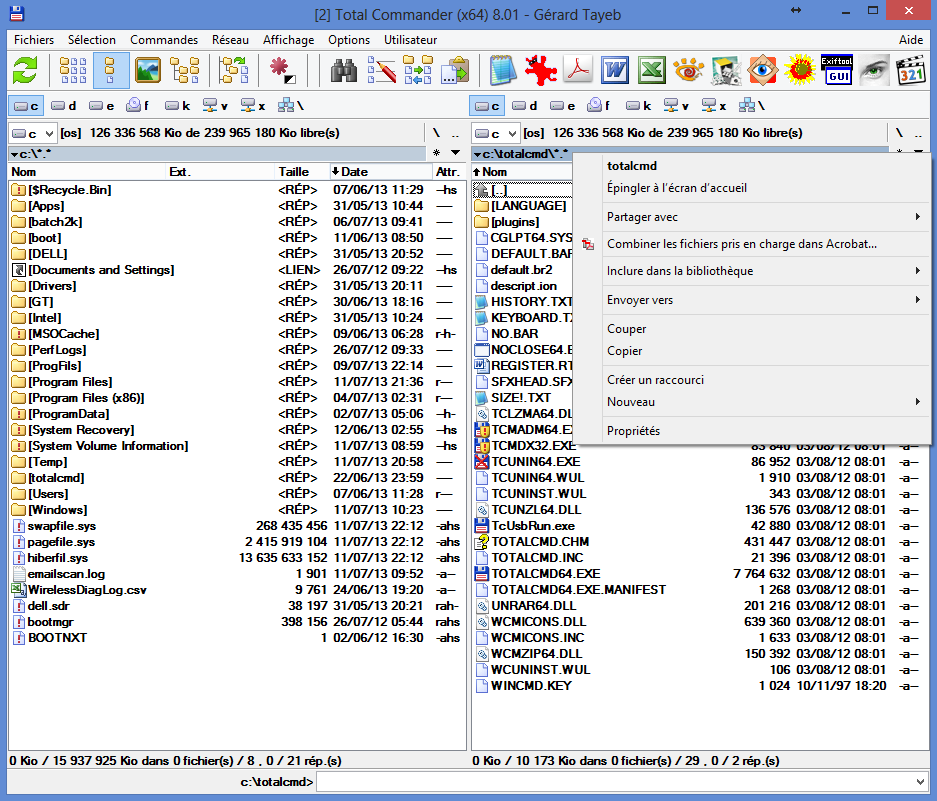 [2] Total Commander (x64) 8.01 - Gérard Tayeb
Fichiers Sélection Commandes Réseau Affichage Options Utilisateur Aide
Exiftool GUI 321
c d e f k v x \ c d e f k v x \
c [os] 126 336 568 Kio de 239 965 180 Kio libre(s) \ .. c [os] 126 336 568 Kio de 239 965 180 Kio libre(s) \ ..
c:\*.* * c:\totalcmd\*.*
Nom Ext. Taille Date Attr. Nom
[$Recycle.Bin] <RÉP> 07/06/13 11:29 --hs [..]
[Apps] <RÉP> 31/05/13 10:44 ---- [LANGUAGE]
[batch2k] <RÉP> 06/07/13 09:41 ---- [plugins]
[boot] <RÉP> 11/06/13 08:50 ---- CGLPT64.SYS
[DELL] <RÉP> 31/05/13 20:52 ---- DEFAULT.BAR
[Documents and Settings] <LIEN> 26/07/12 09:22 --hs default.br2
[Drivers] <RÉP> 31/05/13 20:11 ---- descript.ion
[GT] <RÉP> 30/06/13 18:16 ---- HISTORY.TXT
[Intel] <RÉP> 31/05/13 10:24 ---- KEYBOARD.TX
[MSOCache] <RÉP> 09/06/13 06:28 r-h- NO.BAR
[PerfLogs] <RÉP> 26/07/12 09:33 ---- NOCLOSE64.E
[ProgFils] <RÉP> 09/07/13 22:14 ---- REGISTER.RT
[Program Files] <RÉP> 11/07/13 21:36 r--- SFXHEAD.SFX
[Program Files (x86)] <RÉP> 04/07/13 02:31 r--- SIZE!.TXT
[ProgramData] <RÉP> 02/07/13 05:06 --h- TCLZMA64.DL
[System Recovery] <RÉP> 12/06/13 02:55 --hs TCMADM64.E
[System Volume Information] <RÉP> 11/07/13 08:59 --hs TCMDX32.EXE 83 840 03/08/12 08:01 -a--
[Temp] <RÉP> 11/07/13 20:58 ---- TCUNIN64.EXE 86 952 03/08/12 08:01 -a--
[totalcmd] <RÉP> 22/06/13 23:59 ---- TCUNIN64.WUL 1 910 03/08/12 08:01 -a--
[Users] <RÉP> 07/06/13 11:28 r--- TCUNINST.WUL 343 03/08/12 08:01 -a--
[Windows] <RÉP> 11/07/13 10:23 ---- TCUNZL64.DLL 136 576 03/08/12 08:01 -a--
swapfile.sys 268 435 456 11/07/13 22:12 -ahs TcUsbRun.exe 42 880 03/08/12 08:01 -a--
pagefile.sys 2 415 919 104 11/07/13 22:12 -ahs TOTALCMD.CHM 431 447 03/08/12 08:01 -a--
hiberfil.sys 13 635 633 152 11/07/13 22:12 -ahs TOTALCMD.INC 21 396 03/08/12 08:01 -a--
emailscan.log 1 901 11/07/13 09:52 -a-- TOTALCMD64.EXE 7 764 632 03/08/12 08:01 -a--
WirelessDiagLog.csv 9 761 24/06/13 19:20 -a-- TOTALCMD64.EXE.MANIFEST 1 268 03/08/12 08:01 -a--
dell.sdr 38 197 31/05/13 20:21 rah- UNRAR64.DLL 201 216 03/08/12 08:01 -a--
bootmgr 398 156 26/07/12 05:44 rahs WCMICONS.DLL 639 360 03/08/12 08:01 -a--
BOOTNXT 1 02/06/12 16:30 -ahs WCMICONS.INC 1 633 03/08/12 08:01 -a--
WCMZIP64.DLL 150 392 03/08/12 08:01 -a--
WCUNINST.WUL 106 03/08/12 08:01 -a--
WINCMD.KEY 1 024 10/11/97 18:20 -a--
totalcmd
Épingler à l'écran d'accueil
Partager avec
Combiner les fichiers pris en charge dans Acrobat...
Inclure dans la bibliothèque
Envoyer vers
Couper
Copier
Créer un raccourci
Nouveau
Propriétés
0 Kio / 15 937 925 Kio dans 0 fichier(s) / 8 , 0 / 21 rép.(s) 0 Kio / 10 173 Kio dans 0 fichier(s) / 29 , 0 / 2 rép.(s)
c:\totalcmd>